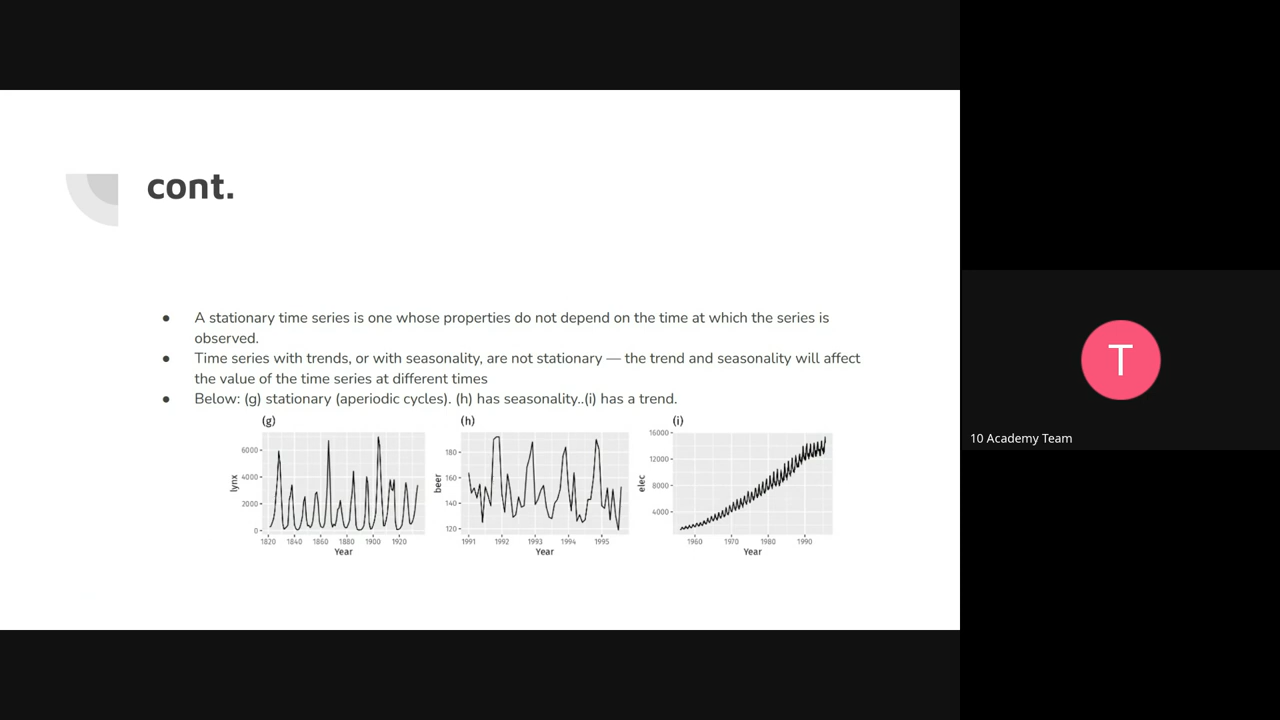 cont.
● A stationary time series is one whose properties do not depend on the time at which the series is
observed.
● Time series with trends, or with seasonality, are not stationary — the trend and seasonality will affect
the value of the time series at different times
● Below: (g) stationary (aperiodic cycles). (h) has seasonality..(i) has a trend.
(g)
6000
4000
2000
0
lynx
1820 1840 1860 1880 1900 1920
Year
(h)
180
160
140
120
beer
1991 1992 1993 1994 1995
Year
(i)
16000
12000
8000
4000
elec
1960 1970 1980 1990
Year
T
10 Academy Team